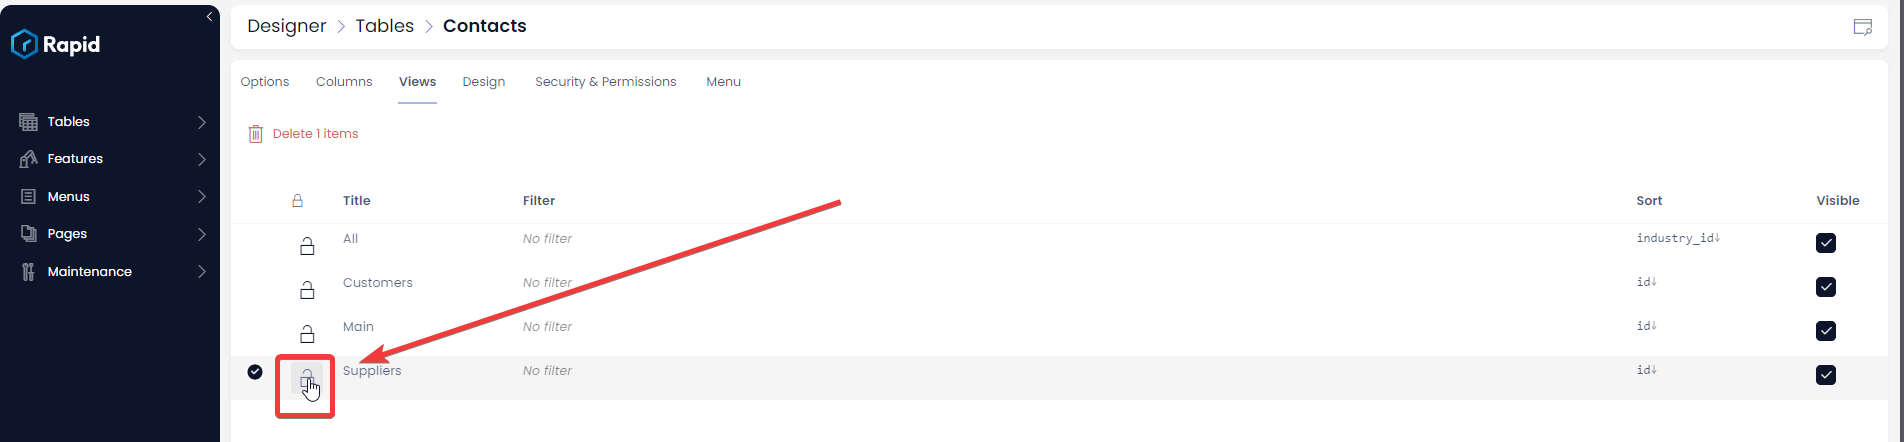 Rapid
Tables
Features
Menus
Pages
Maintenance
Designer > Tables > Contacts
Options Columns Views Design Security & Permissions Menu
Delete 1 items
Title Filter Sort Visible
All No filter industry_id↓
Customers No filter id↓
Main No filter id↓
Suppliers No filter id↓